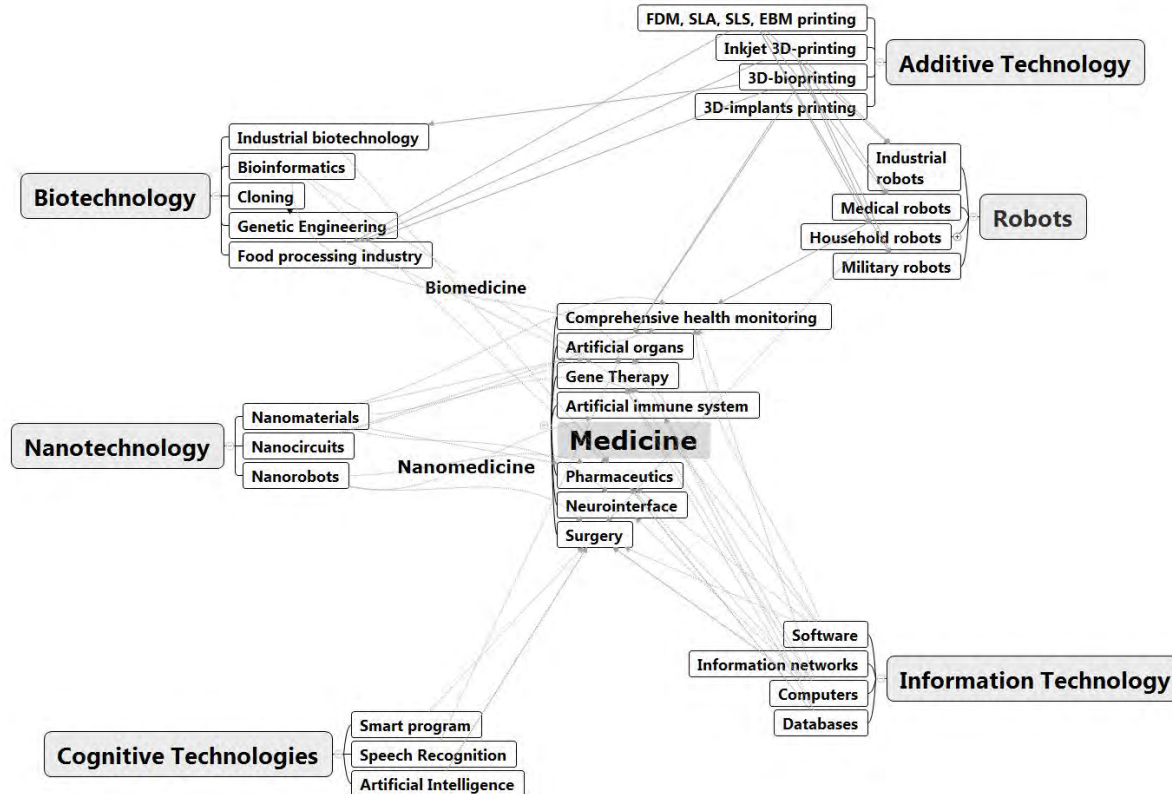 FDM, SLA, SLS, EBM printing
Inkjet 3D-printing
3D-bioprinting
3D-implants printing
Additive Technology
Industrial biotechnology
Bioinformatics
Cloning
Genetic Engineering
Food processing industry
Biotechnology
Industrial
robots
Medical robots
Household robots
Military robots
Robots
Biomedicine
Comprehensive health monitoring
Artificial organs
Gene Therapy
Artificial immune system
Medicine
Pharmaceutics
Neurointerface
Surgery
Nanomaterials
Nanocircuits
Nanorobots
Nanotechnology
Nanomedicine
Software
Information networks
Computers
Databases
Information Technology
Smart program
Speech Recognition
Artificial Intelligence
Cognitive Technologies